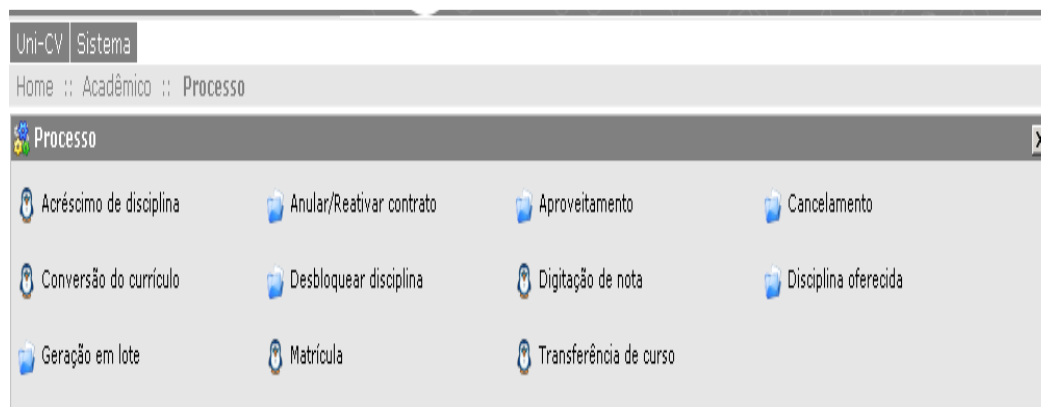 Uni-CV Sistema
Home :: Acadêmico :: Processo
Processo
Acréscimo de disciplina Anular/Reativar contrato Aproveitamento Cancelamento
Conversão do currículo Desbloquear disciplina Digitação de nota Disciplina oferecida
Geração em lote Matrícula Transferência de curso